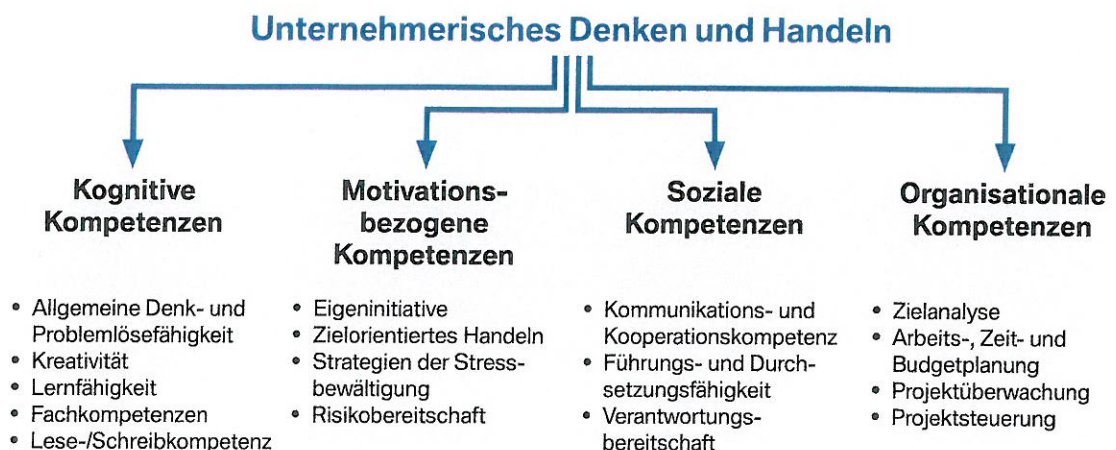 Unternehmerisches Denken und Handeln
Kognitive
Kompetenzen
• Allgemeine Denk- und
Problemlösefähigkeit
• Kreativität
• Lernfähigkeit
• Fachkompetenzen
• Lese-/Schreibkompetenz
Motivations-
bezogene
Kompetenzen
• Eigeninitiative
• Zielorientiertes Handeln
• Strategien der Stress-
bewältigung
• Risikobereitschaft
Soziale
Kompetenzen
• Kommunikations- und
Kooperationskompetenz
• Führungs- und Durch-
setzungsfähigkeit
• Verantwortungs-
bereitschaft
Organisationale
Kompetenzen
• Zielanalyse
• Arbeits-, Zeit- und
Budgetplanung
• Projektüberwachung
• Projektsteuerung